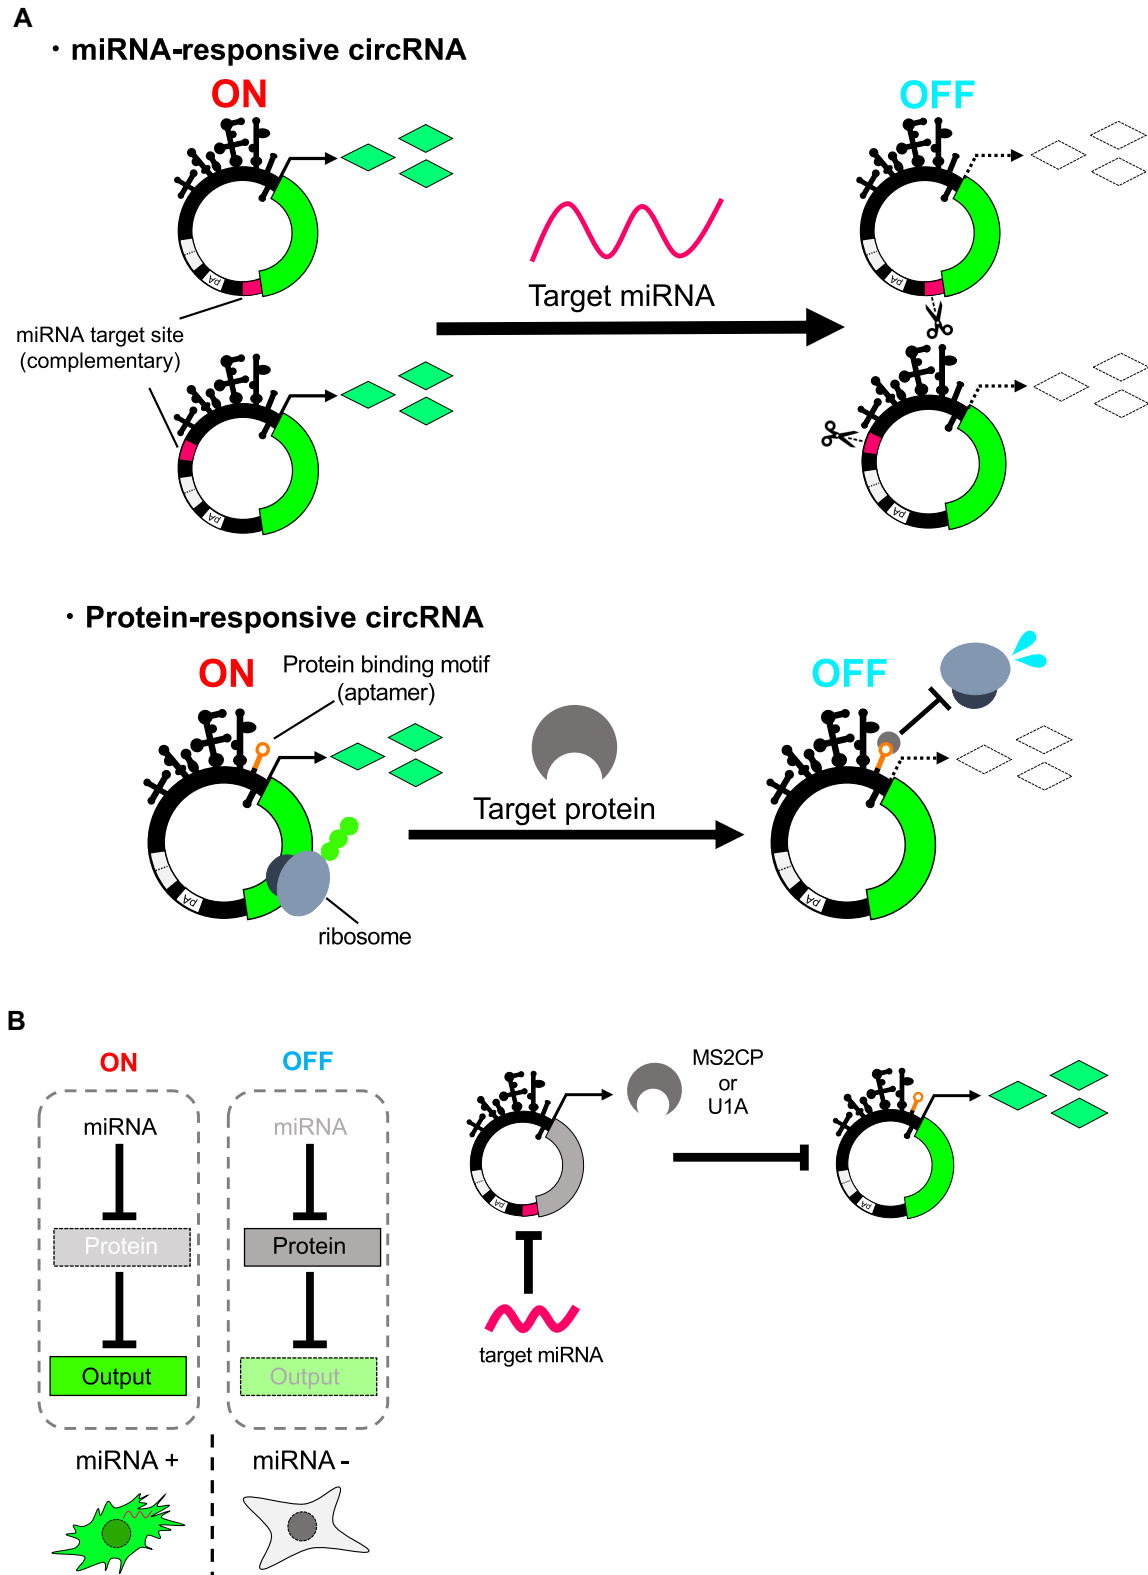 A
・ miRNA-responsive circRNA
ON
OFF
pA
pA
Target miRNA
miRNA target site
(complementary)
pA
pA
・ Protein-responsive circRNA
ON
Protein binding motif
(aptamer)
OFF
Target protein
pA
pA
ribosome
B
ON
OFF
miRNA
miRNA
Protein
Protein
Output
Output
miRNA +
miRNA -
MS2CP
or
U1A
pA
pA
target miRNA